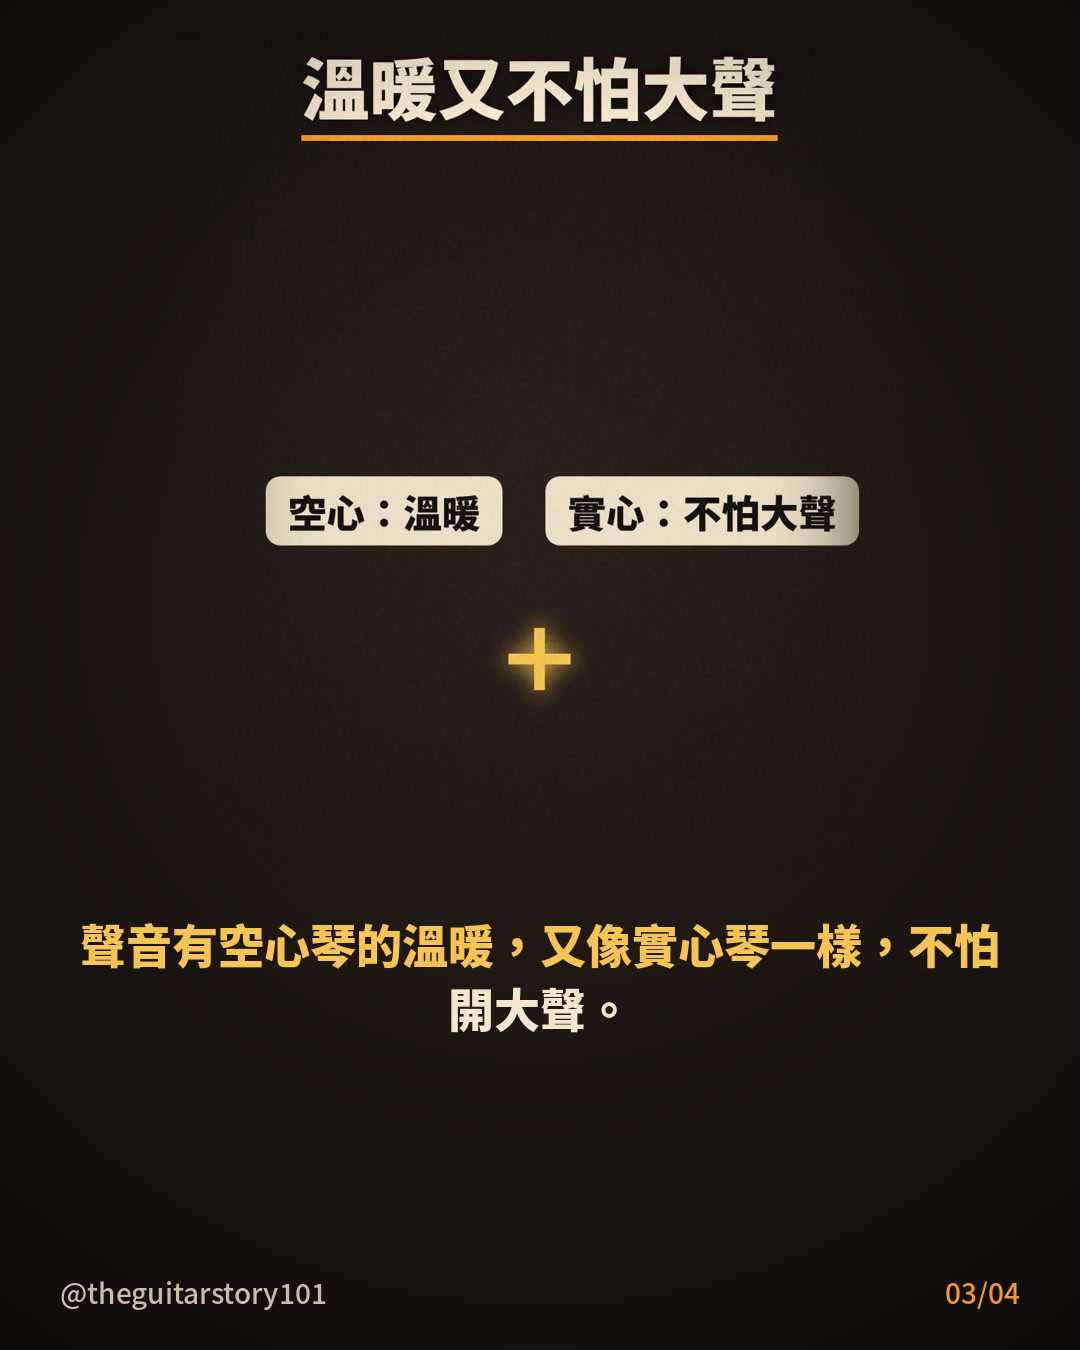 溫暖又不怕大聲
空心：溫暖
實心：不怕大聲
+
聲音有空心琴的溫暖，又像實心琴一樣，不怕
開大聲。
@theguitarstory101
03/04